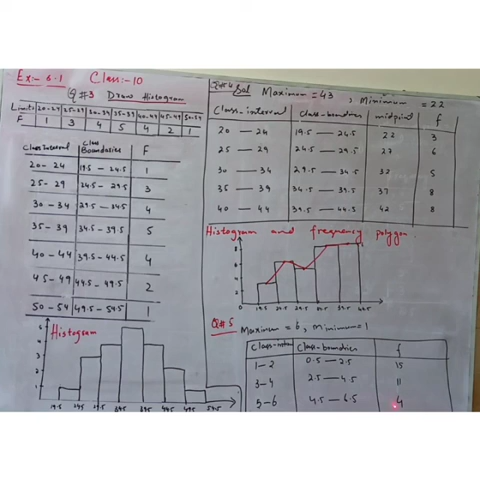 Ex:- 6.1 Class:- 10
Q#3 Draw Histogram
Limits 20-24 25-29 30-34 35-39 40-44 45-49 50-54
F 1 3 4 5 4 2 1
Class Interval Class Boundaries F
20 - 24 19.5 - 24.5 1
25 - 29 24.5 - 29.5 3
30 - 34 29.5 - 34.5 4
35 - 39 34.5 - 39.5 5
40 - 44 39.5 - 44.5 4
45 - 49 44.5 - 49.5 2
50 - 54 49.5 - 54.5 1
Histogram
Q#4 Sol Maximum = 43 , Minimum = 22
Class-interval Class-boundries midpoint f
20 — 24 19.5 — 24.5 22 3
25 — 29 24.5 — 29.5 27 6
30 — 34 29.5 — 34.5 32 5
35 — 39 34.5 — 39.5 37 8
40 — 44 39.5 — 44.5 42 8
Histogram and frequency polygon
Q#5 Maximum = 6, Minimum = 1
Class-inter Class-boundries f
1-2 0.5 — 2.5 15
3-4 2.5 — 4.5 11
5-6 4.5 — 6.5 4